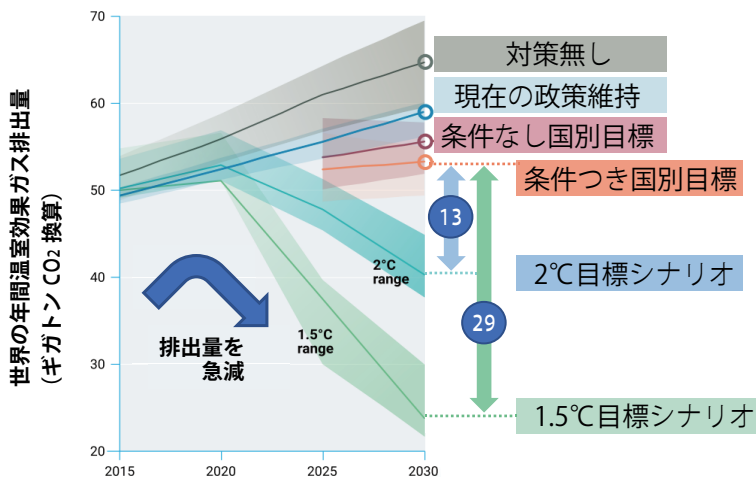 世界の年間温室効果ガス排出量
（ギガトン CO2 換算）
70
60
50
40
30
20
2015
2020
2025
2030
対策無し
現在の政策維持
条件なし国別目標
条件つき国別目標
13
2℃目標シナリオ
29
1.5℃目標シナリオ
2°C
range
1.5°C
range
排出量を
急減